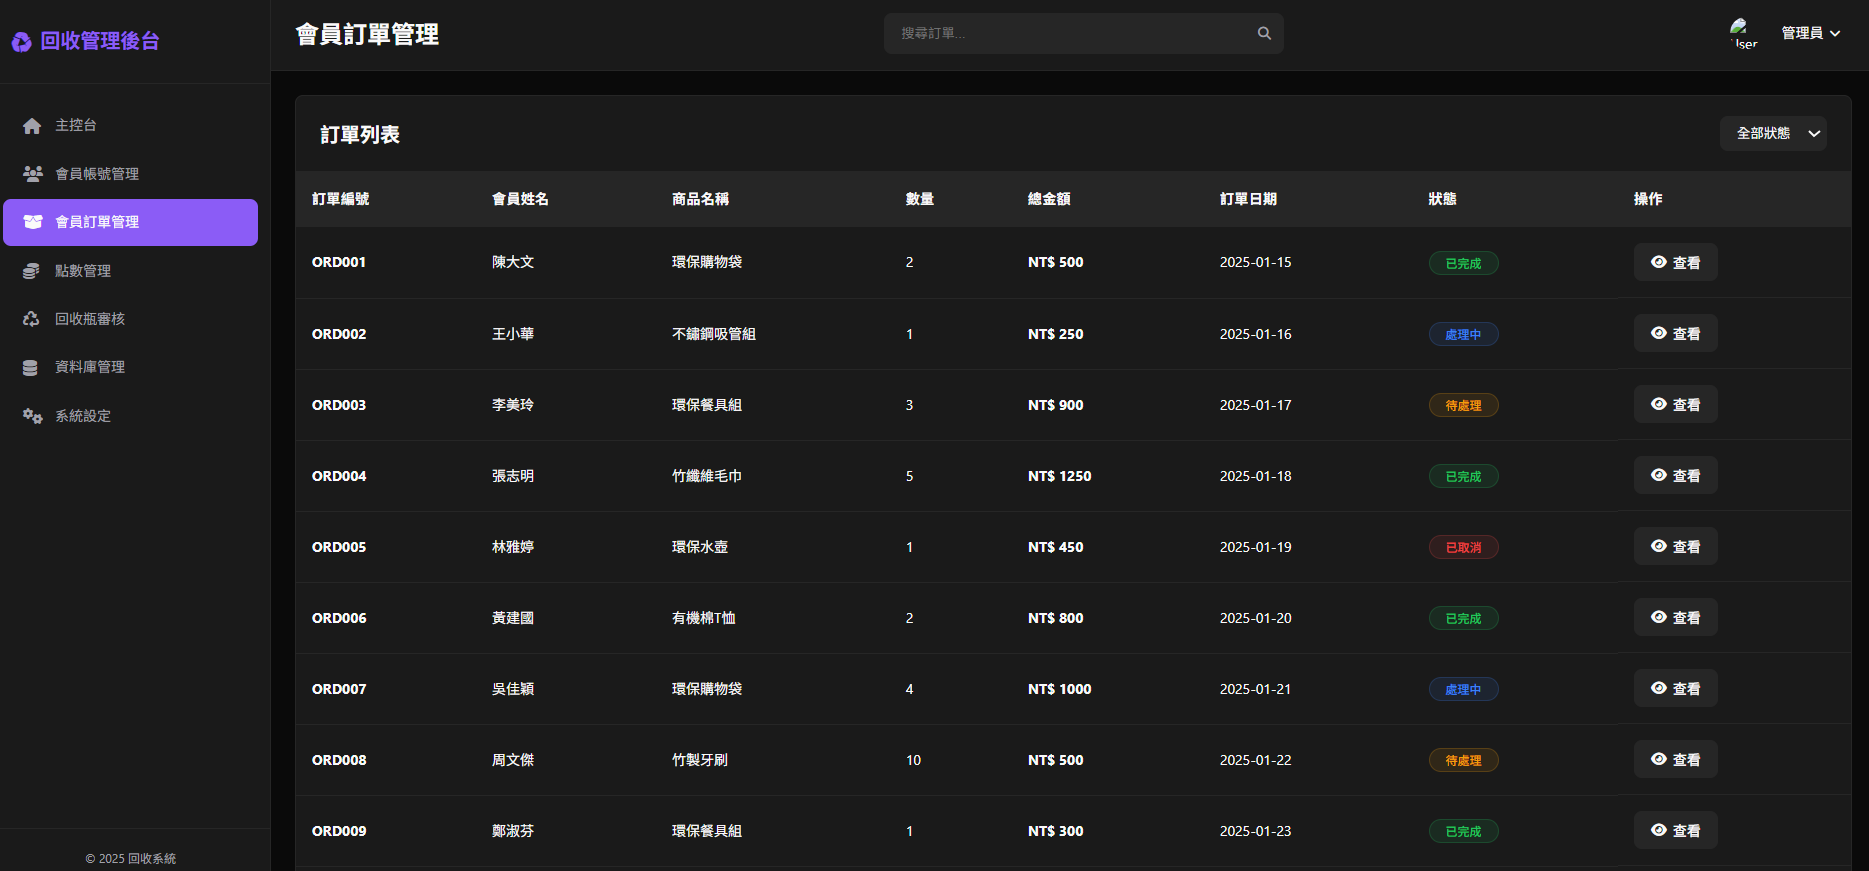 回收管理後台
主控台
會員帳號管理
會員訂單管理
點數管理
回收瓶審核
資料庫管理
系統設定
© 2025 回收系統
會員訂單管理
搜尋訂單...
User
管理員
訂單列表
全部狀態
訂單編號 會員姓名 商品名稱 數量 總金額 訂單日期 狀態 操作
ORD001 陳大文 環保購物袋 2 NT$ 500 2025-01-15 已完成 查看
ORD002 王小華 不鏽鋼吸管組 1 NT$ 250 2025-01-16 處理中 查看
ORD003 李美玲 環保餐具組 3 NT$ 900 2025-01-17 待處理 查看
ORD004 張志明 竹纖維毛巾 5 NT$ 1250 2025-01-18 已完成 查看
ORD005 林雅婷 環保水壺 1 NT$ 450 2025-01-19 已取消 查看
ORD006 黃建國 有機棉T恤 2 NT$ 800 2025-01-20 已完成 查看
ORD007 吳佳穎 環保購物袋 4 NT$ 1000 2025-01-21 處理中 查看
ORD008 周文傑 竹製牙刷 10 NT$ 500 2025-01-22 待處理 查看
ORD009 鄭淑芬 環保餐具組 1 NT$ 300 2025-01-23 已完成 查看